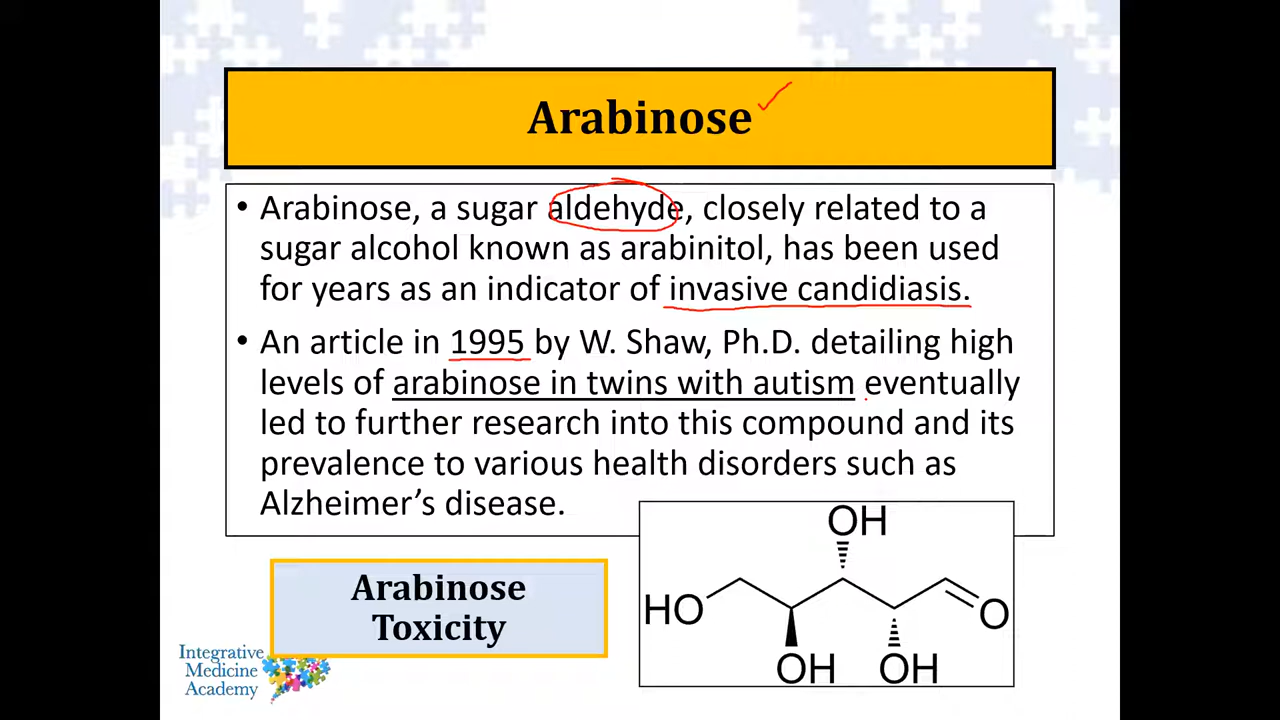 Arabinose
• Arabinose, a sugar aldehyde, closely related to a
sugar alcohol known as arabinitol, has been used
for years as an indicator of invasive candidiasis.
• An article in 1995 by W. Shaw, Ph.D. detailing high
levels of arabinose in twins with autism eventually
led to further research into this compound and its
prevalence to various health disorders such as
Alzheimer’s disease.
OH
HO
O
OH
OH
Arabinose
Toxicity
Integrative
Medicine
Academy